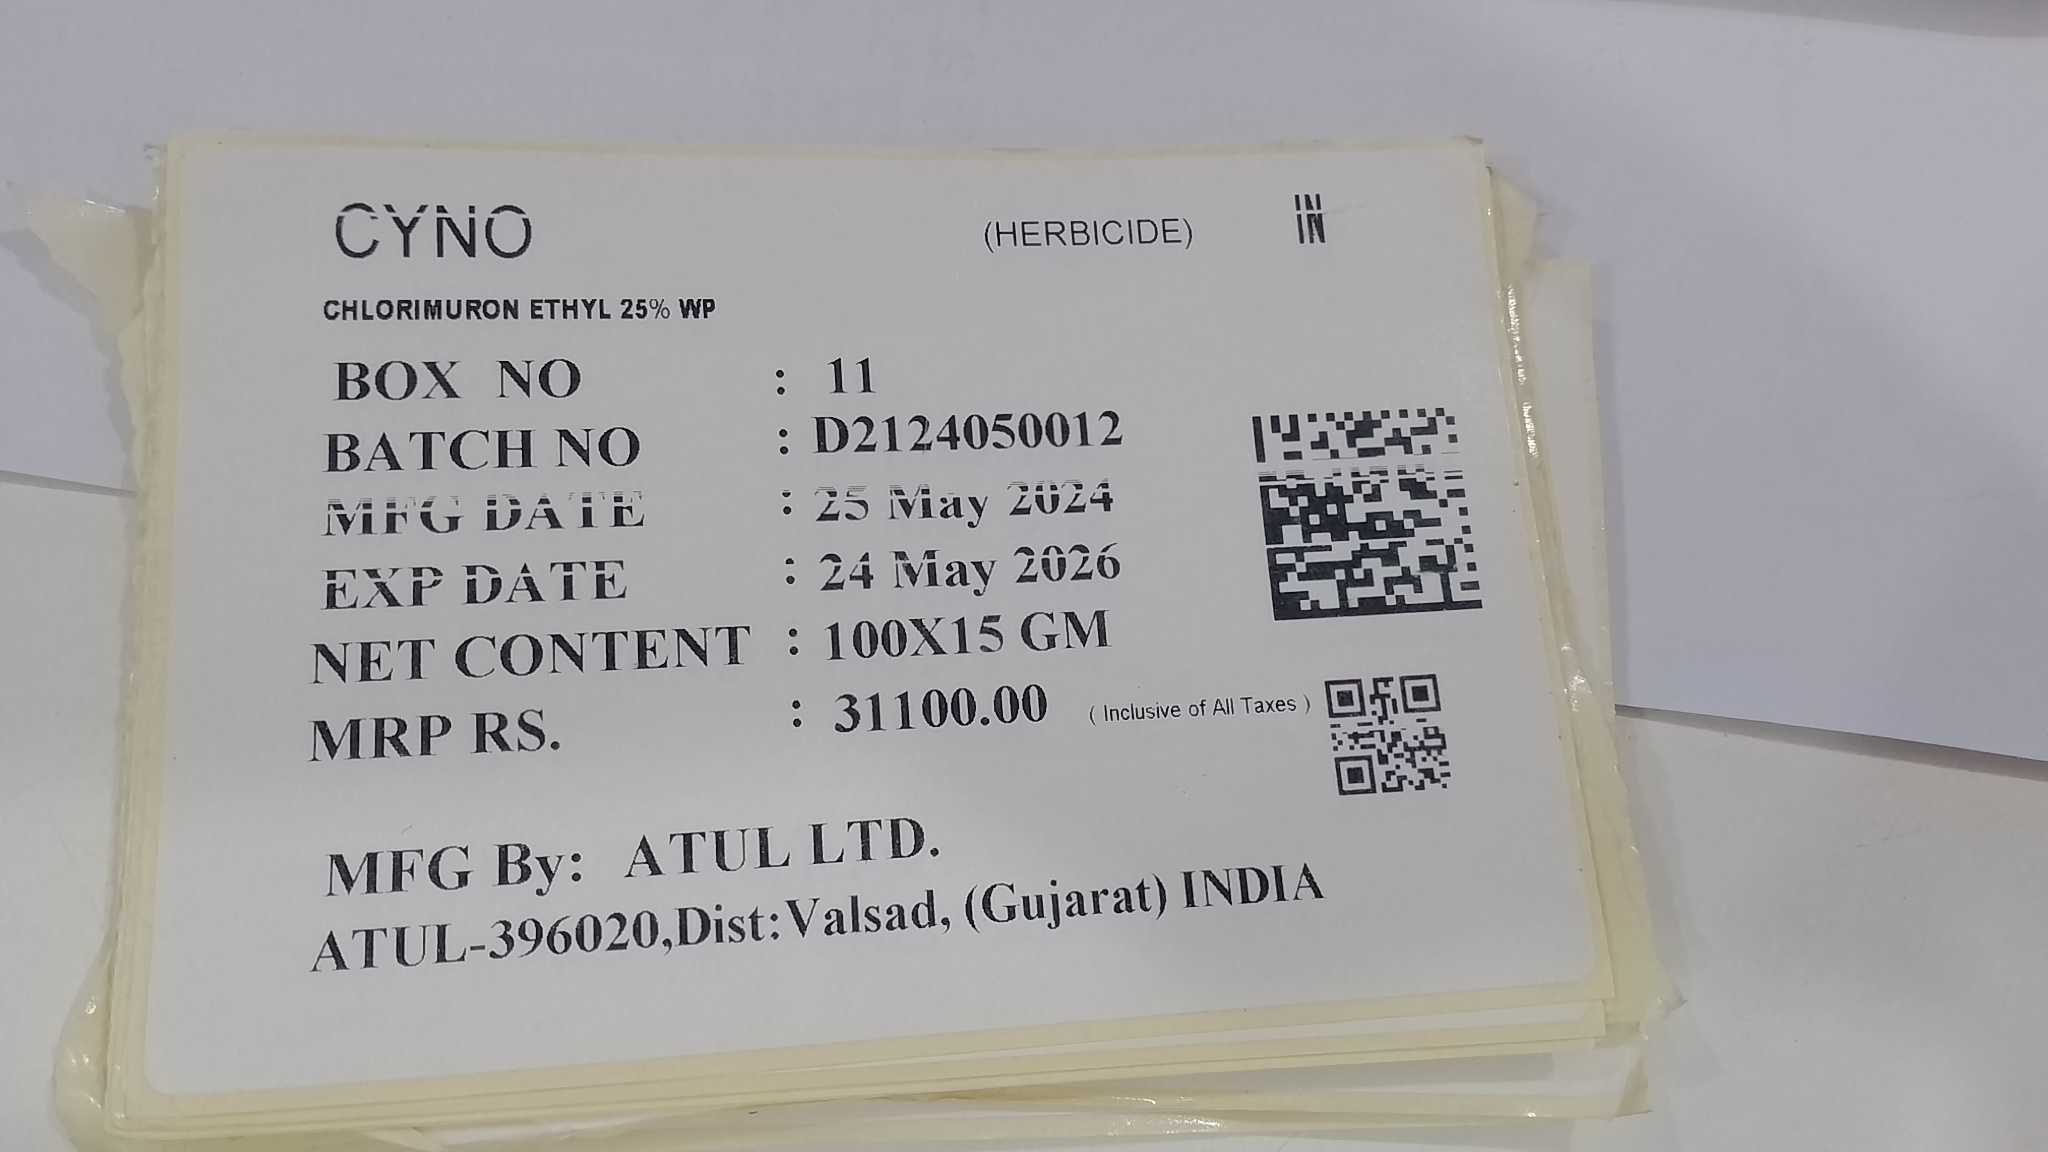 CYNO (HERBICIDE) IN
CHLORIMURON ETHYL 25% WP
BOX NO : 11
BATCH NO : D2124050012
MFG DATE : 25 May 2024
EXP DATE : 24 May 2026
NET CONTENT : 100X15 GM
MRP RS. : 31100.00 ( Inclusive of All Taxes )
MFG By: ATUL LTD.
ATUL-396020,Dist:Valsad, (Gujarat) INDIA